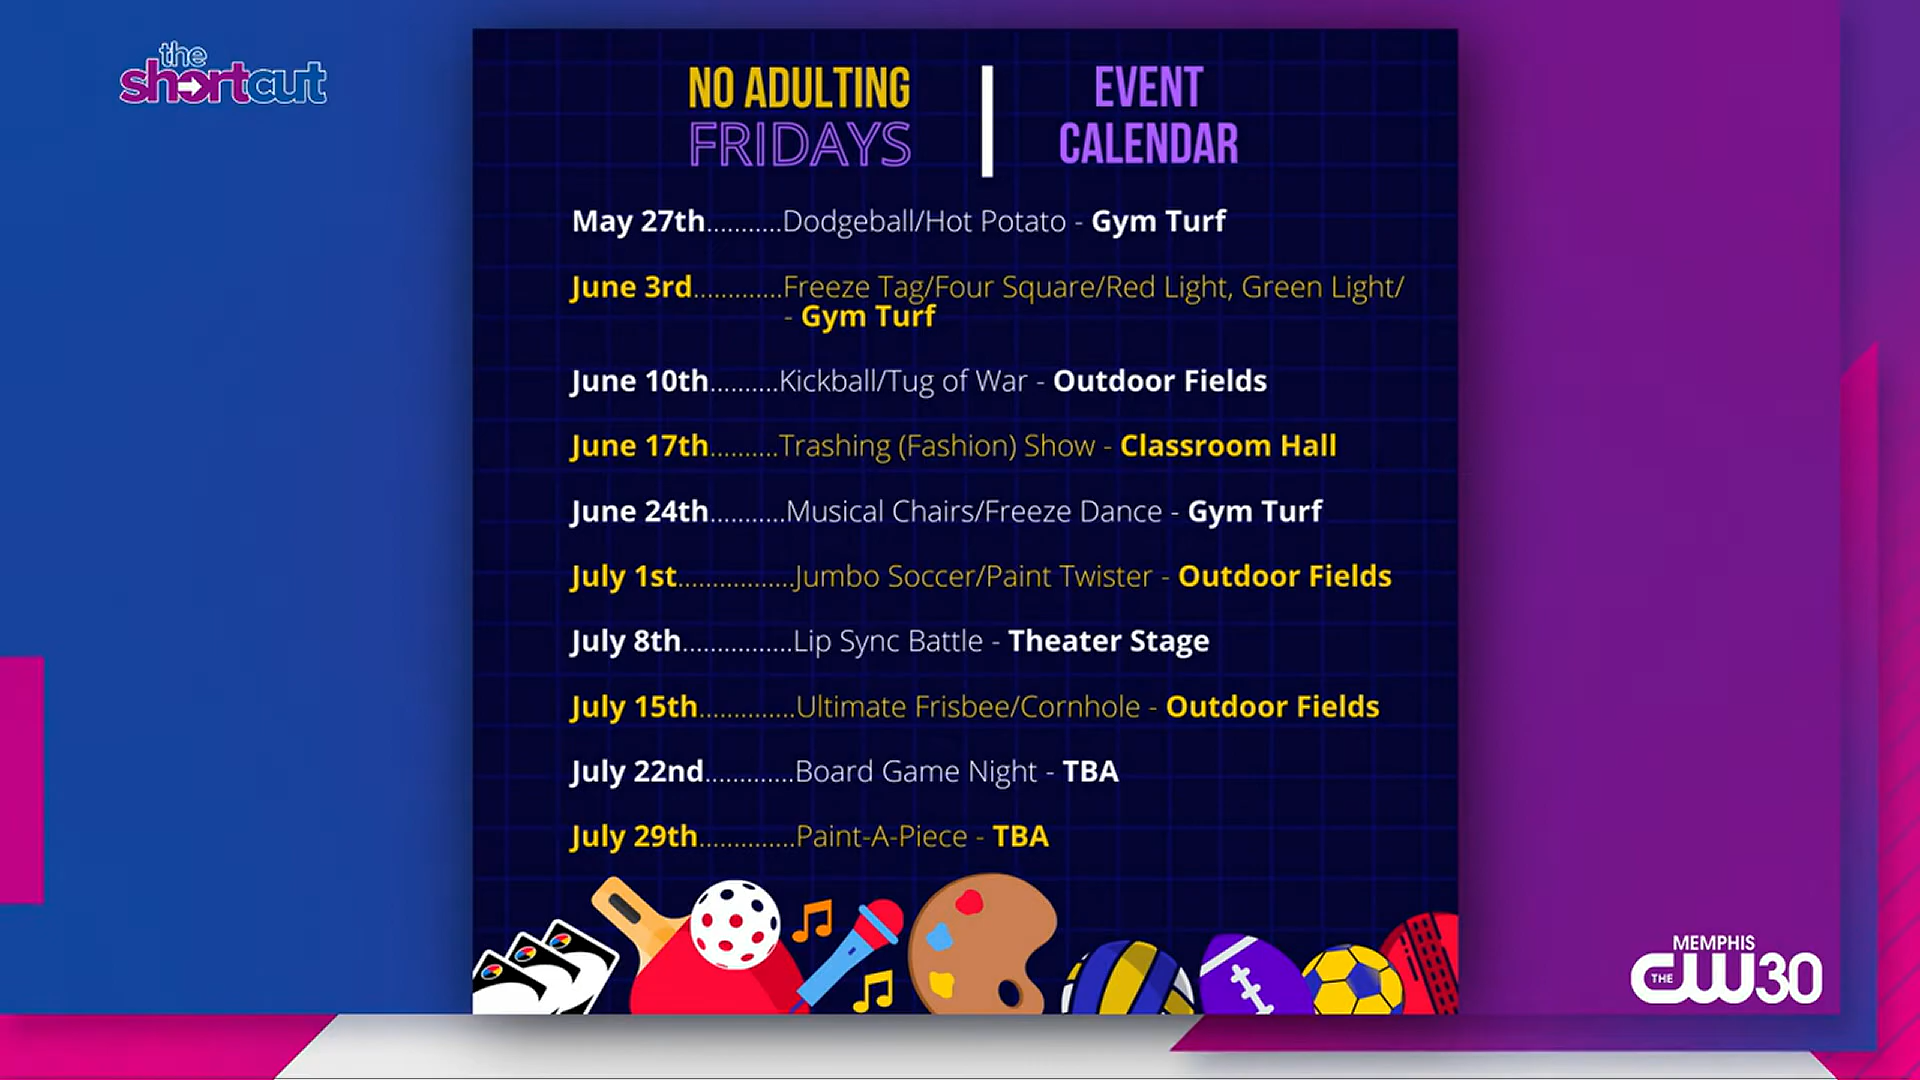 the
shortcut
NO ADULTING
FRIDAYS
EVENT
CALENDAR
May 27th...........Dodgeball/Hot Potato - Gym Turf
June 3rd.............Freeze Tag/Four Square/Red Light, Green Light/
- Gym Turf
June 10th..........Kickball/Tug of War - Outdoor Fields
June 17th..........Trashing (Fashion) Show - Classroom Hall
June 24th...........Musical Chairs/Freeze Dance - Gym Turf
July 1st.................Jumbo Soccer/Paint Twister - Outdoor Fields
July 8th................Lip Sync Battle - Theater Stage
July 15th..............Ultimate Frisbee/Cornhole - Outdoor Fields
July 22nd.............Board Game Night - TBA
July 29th..............Paint-A-Piece - TBA
MEMPHIS
THE CW30